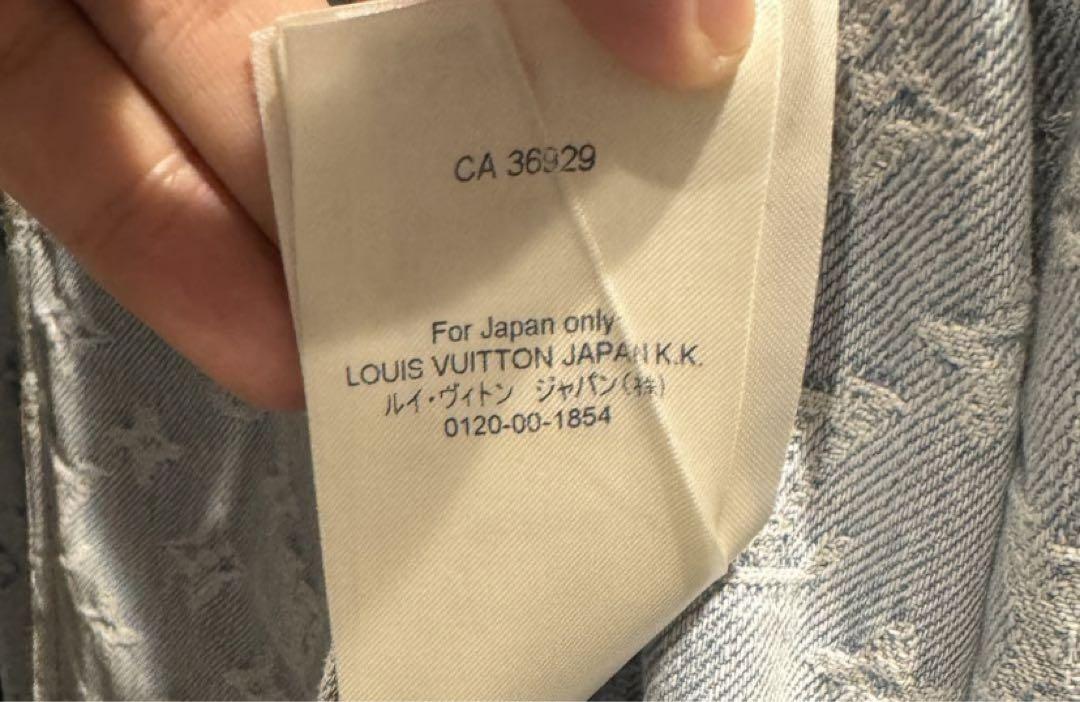 CA 36929
For Japan only
LOUIS VUITTON JAPAN K.K.
ルイ・ヴィトン ジャパン(株)
0120-00-1854